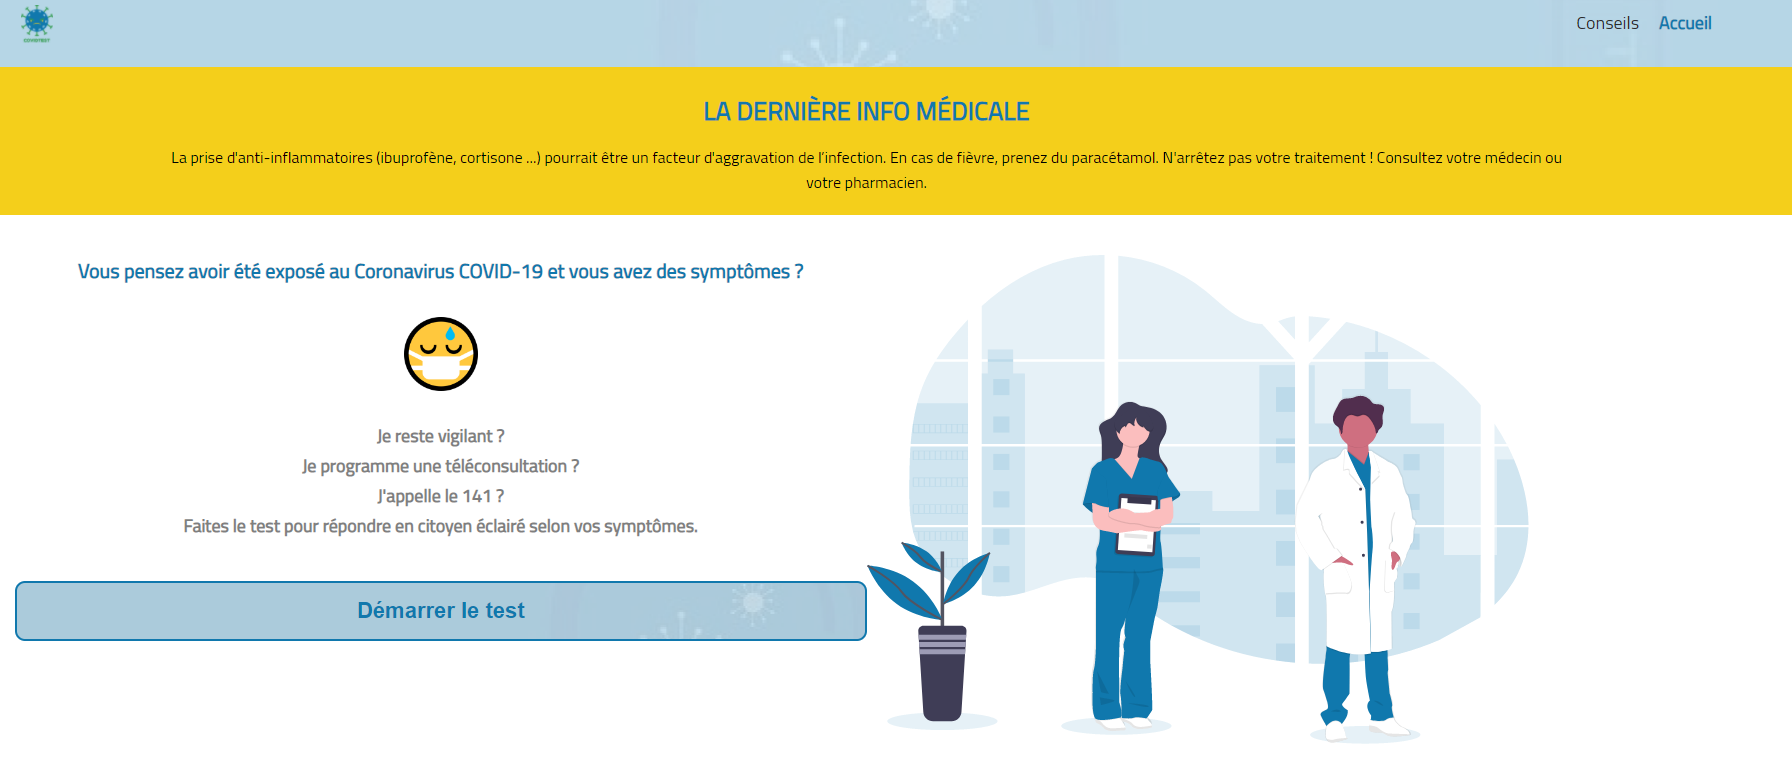 COVIDTEST
Conseils
Accueil
LA DERNIÈRE INFO MÉDICALE
La prise d'anti-inflammatoires (ibuprofène, cortisone ...) pourrait être un facteur d'aggravation de l’infection. En cas de fièvre, prenez du paracétamol. N'arrêtez pas votre traitement ! Consultez votre médecin ou
votre pharmacien.
Vous pensez avoir été exposé au Coronavirus COVID-19 et vous avez des symptômes ?
Je reste vigilant ?
Je programme une téléconsultation ?
J'appelle le 141 ?
Faites le test pour répondre en citoyen éclairé selon vos symptômes.
Démarrer le test